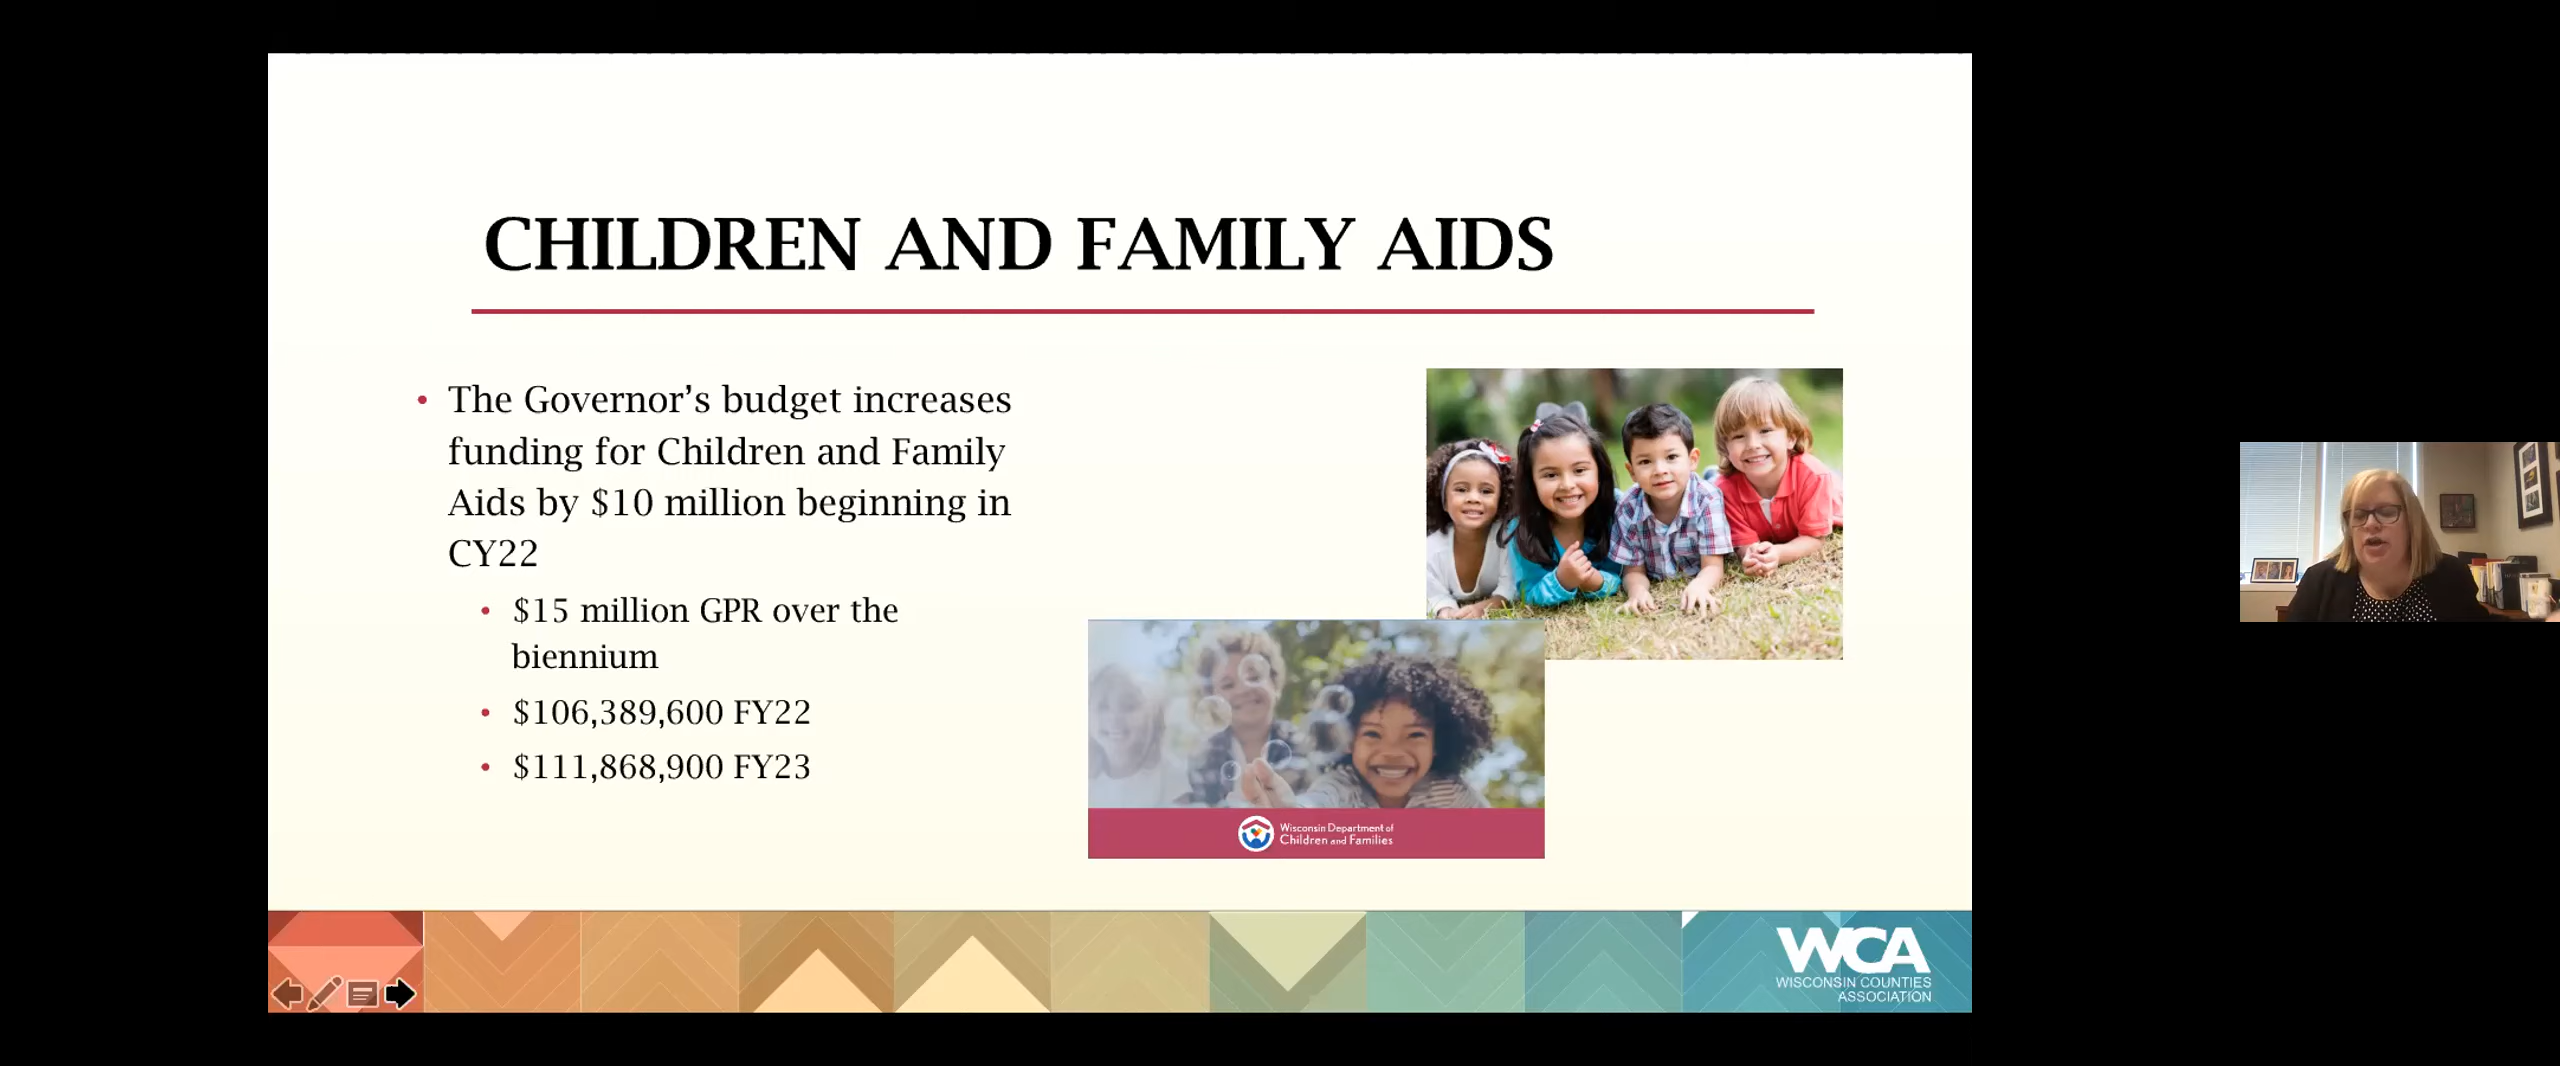 CHILDREN AND FAMILY AIDS
• The Governor’s budget increases
funding for Children and Family
Aids by $10 million beginning in
CY22
• $15 million GPR over the
biennium
• $106,389,600 FY22
• $111,868,900 FY23
Wisconsin Department of
Children and Families
WCA
WISCONSIN COUNTIES
ASSOCIATION